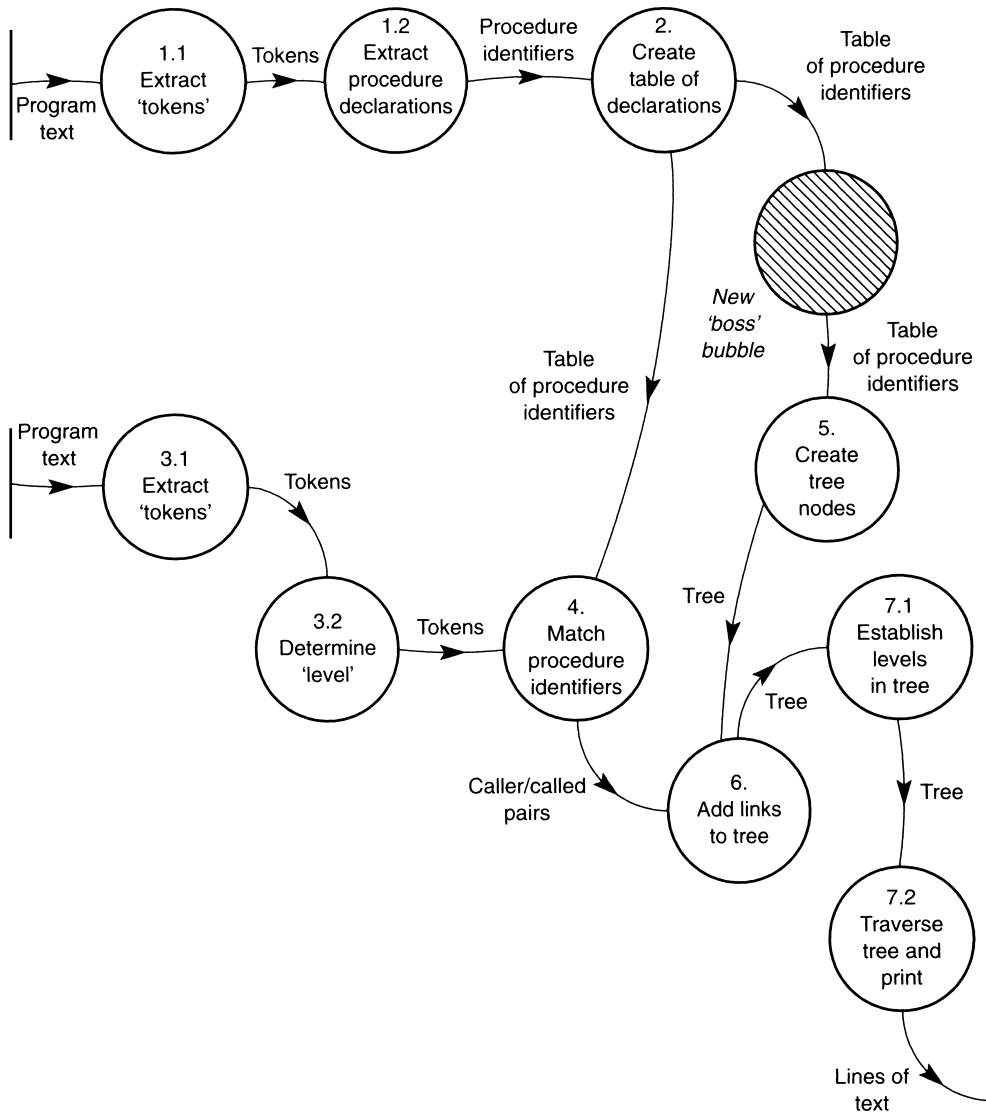 1.1
Extract
‘tokens’
Tokens
1.2
Extract
procedure
declarations
Procedure
identifiers
2.
Create
table of
declarations
Table
of procedure
identifiers
Program
text
New
‘boss’
bubble
Table
of procedure
identifiers
Table
of procedure
identifiers
Program
text
3.1
Extract
‘tokens’
Tokens
5.
Create
tree
nodes
3.2
Determine
‘level’
Tokens
4.
Match
procedure
identifiers
Tree
7.1
Establish
levels
in tree
Tree
Caller/called
pairs
6.
Add links
to tree
Tree
7.2
Traverse
tree and
print
Lines of
text